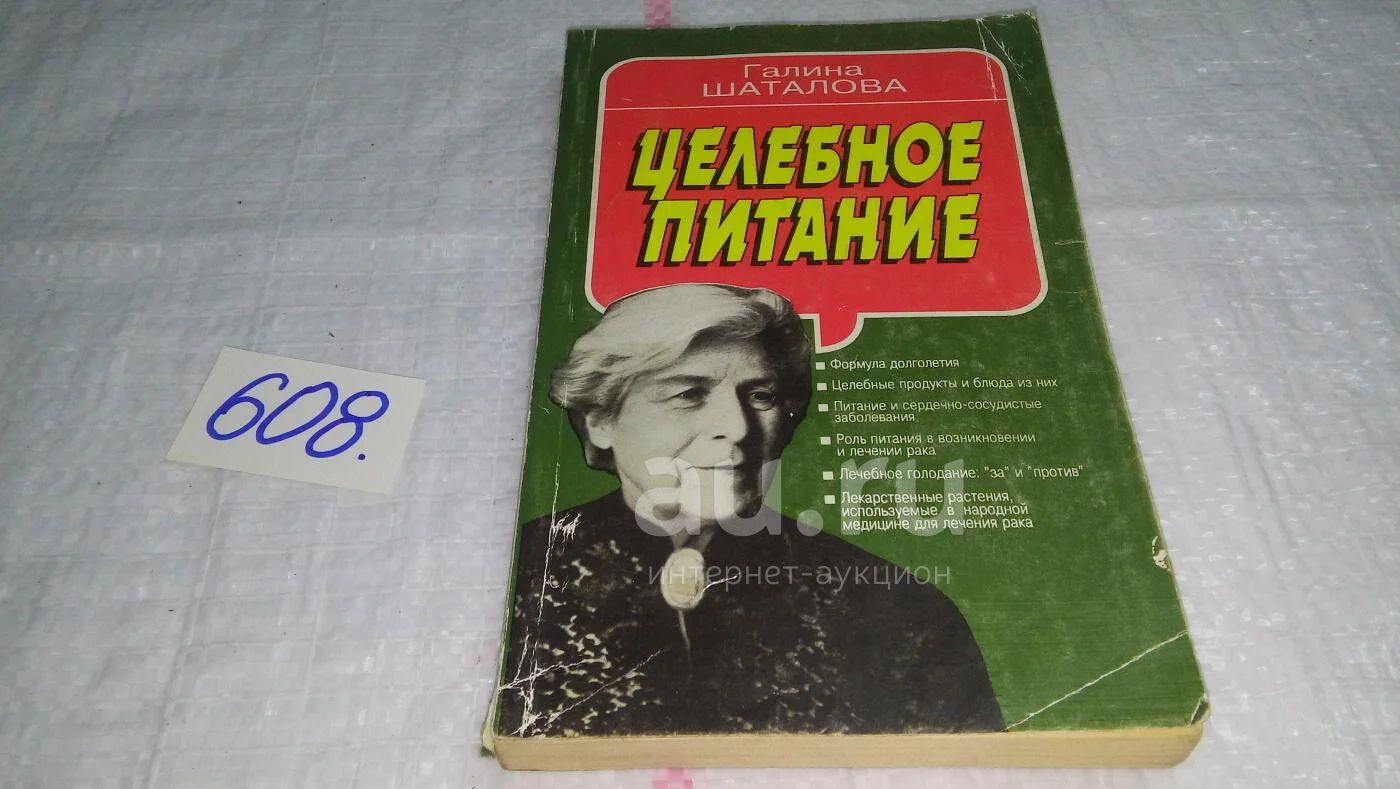 Галина
ШАТАЛОВА
ЦЕЛЕБНОЕ
ПИТАНИЕ
Формула долголетия
Целебные продукты и блюда из них
Питание и сердечно-сосудистые
заболевания
Роль питания в возникновении
и лечении рака
Лечебное голодание: "за" и "против"
Лекарственные растения,
используемые в народной
медицине для лечения рака
608.
au.ru
интернет-аукцион